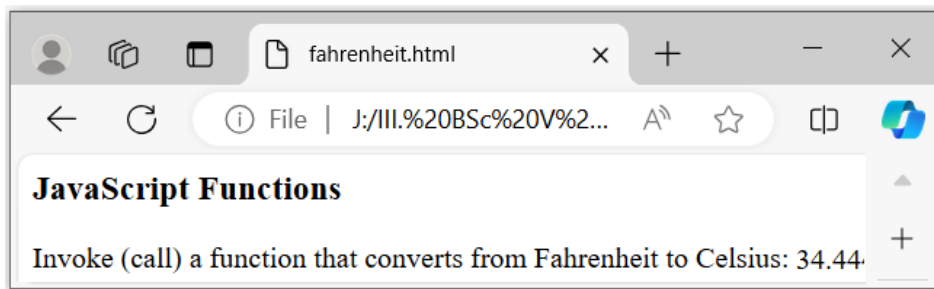 fahrenheit.html
File | J:/III.%20BSc%20V%2...
JavaScript Functions
Invoke (call) a function that converts from Fahrenheit to Celsius: 34.44